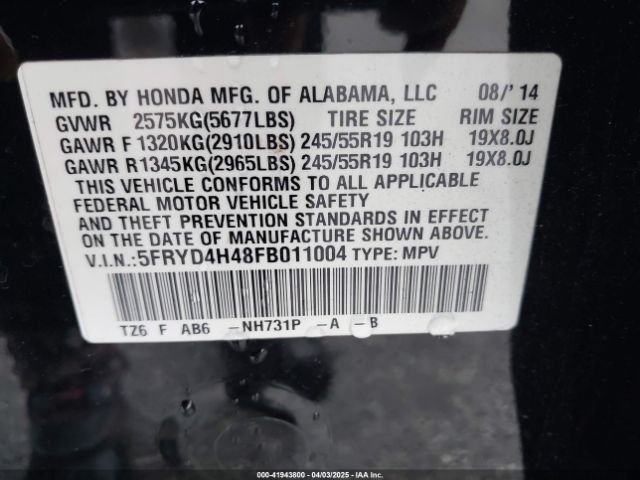 MFD. BY HONDA MFG. OF ALABAMA, LLC 08/'14
GVWR 2575KG(5677LBS) TIRE SIZE RIM SIZE
GAWR F 1320KG(2910LBS) 245/55R19 103H 19X8.0J
GAWR R1345KG(2965LBS) 245/55R19 103H 19X8.0J
THIS VEHICLE CONFORMS TO ALL APPLICABLE
FEDERAL MOTOR VEHICLE SAFETY
AND THEFT PREVENTION STANDARDS IN EFFECT
ON THE DATE OF MANUFACTURE SHOWN ABOVE.
V.I.N.:5FRYD4H48FB011004 TYPE: MPV
TZ6 F AB6 -NH731P -A -B
000-41943800 - 04/03/2025 - IAA Inc.